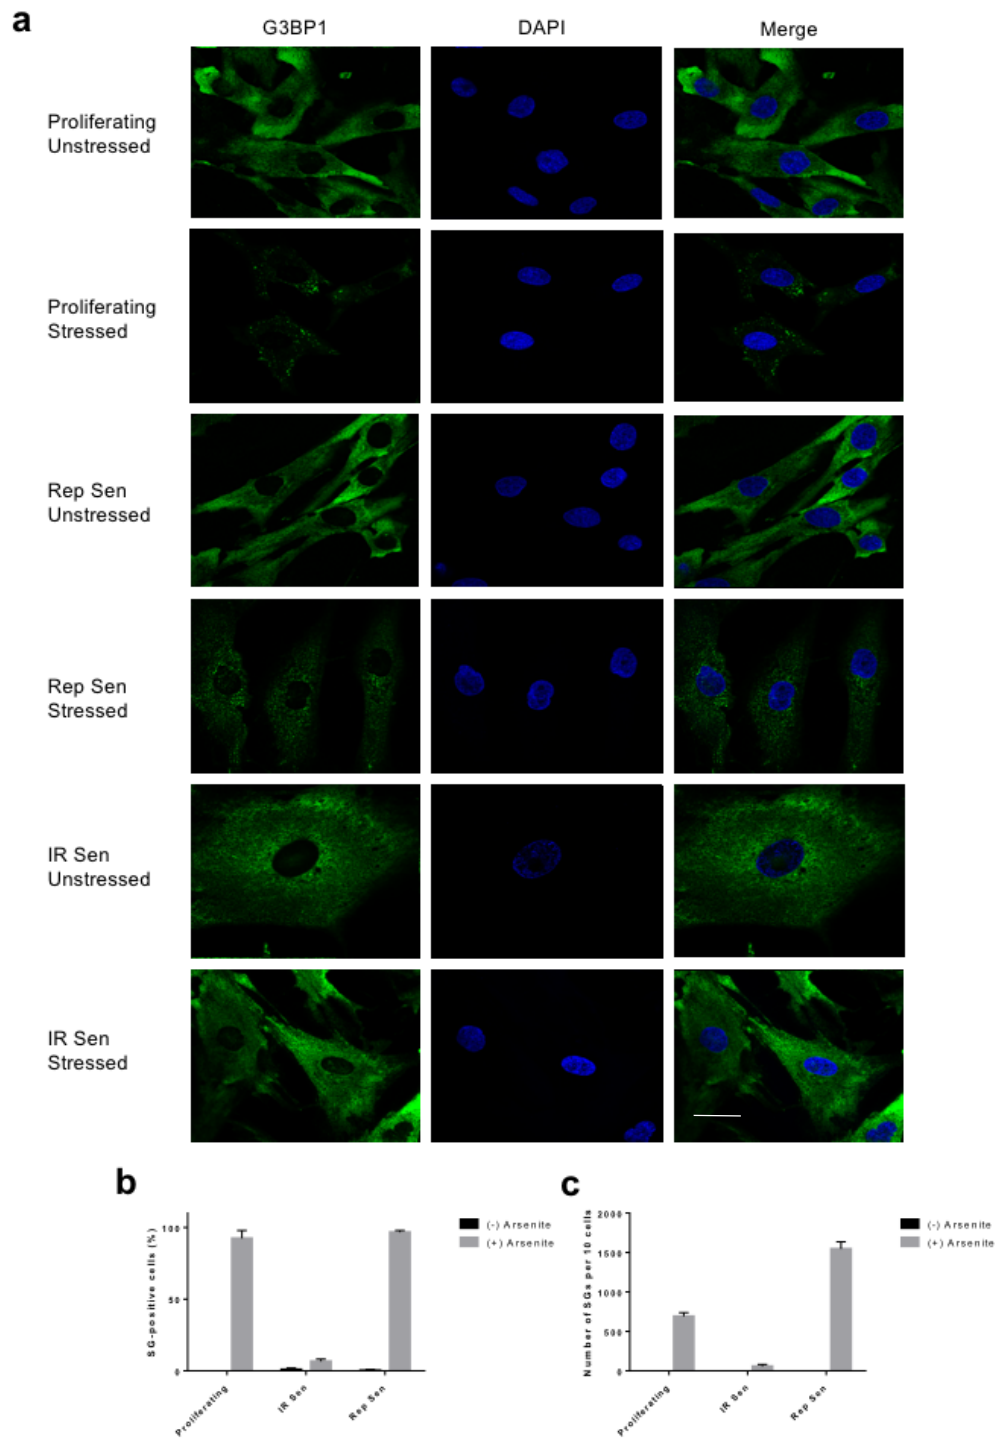 a
G3BP1 DAPI Merge
Proliferating
Unstressed
Proliferating
Stressed
Rep Sen
Unstressed
Rep Sen
Stressed
IR Sen
Unstressed
IR Sen
Stressed
b
SG-positive cells (%)
100
50
0
Proliferating
IR Sen
Rep Sen
(-) Arsenite
(+) Arsenite
c
Number of SGs per 10 cells
2000
1500
1000
500
0
Proliferating
IR Sen
Rep Sen
(-) Arsenite
(+) Arsenite